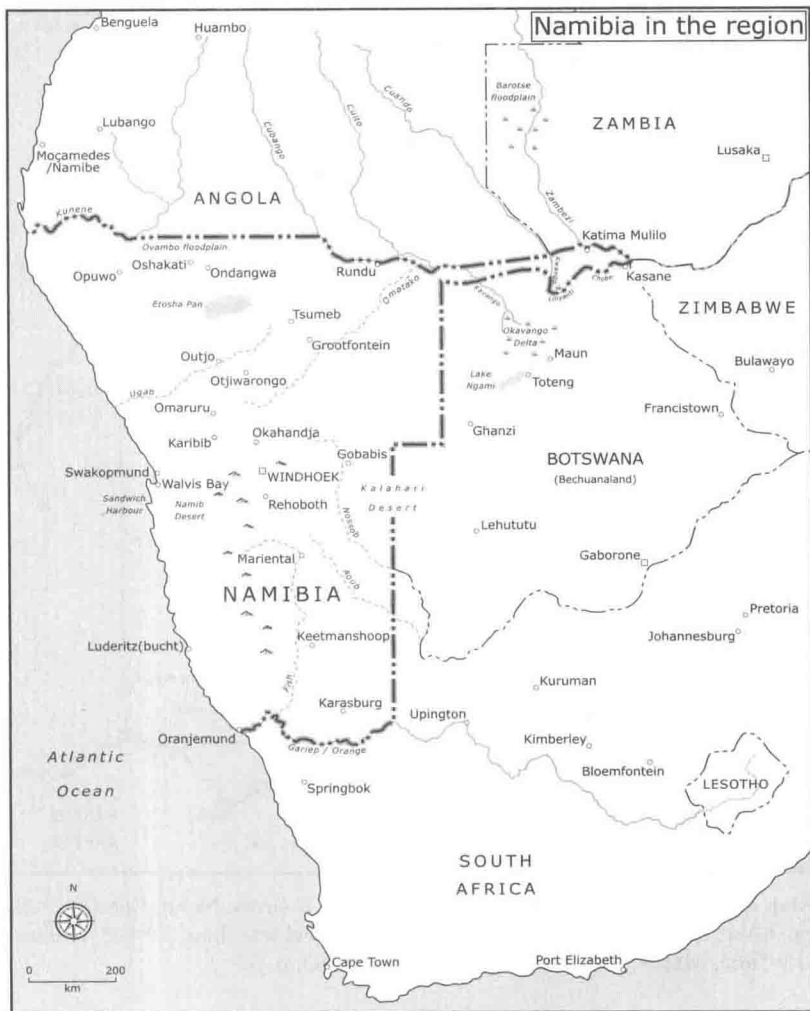 Namibia in the region
Benguela
Huambo
Cubango
Cuito
Cuando
Barotse
floodplain
ZAMBIA
Lusaka
Lubango
Moçamedes
/Namibe
ANGOLA
Zambezi
Kunene
Ovambo floodplain
Katima Mulilo
Opuwo
Oshakati
Ondangwa
Rundu
Kwando
Linyanti
Chobe
Kasane
Etosha Pan
Omatako
Kavango
ZIMBABWE
Tsumeb
Grootfontein
Okavango
Delta
Outjo
Otjiwarongo
Maun
Lake
Ngami
Toteng
Bulawayo
Ugab
Omaruru
Karibib
Okahandja
Ghanzi
Francistown
Gobabis
Swakopmund
Walvis Bay
WINDHOEK
BOTSWANA
(Bechuanaland)
Sandwich
Harbour
Namib
Desert
Rehoboth
Kalahari
Desert
Nossob
Lehututu
Mariental
Aoub
Gaborone
NAMIBIA
Pretoria
Johannesburg
Luderitz(bucht)
Keetmanshoop
Fish
Kuruman
Karasburg
Upington
Oranjemund
Gariep / Orange
Kimberley
Bloemfontein
Atlantic
Ocean
Springbok
LESOTHO
SOUTH
AFRICA
N
0 200
km
Cape Town
Port Elizabeth